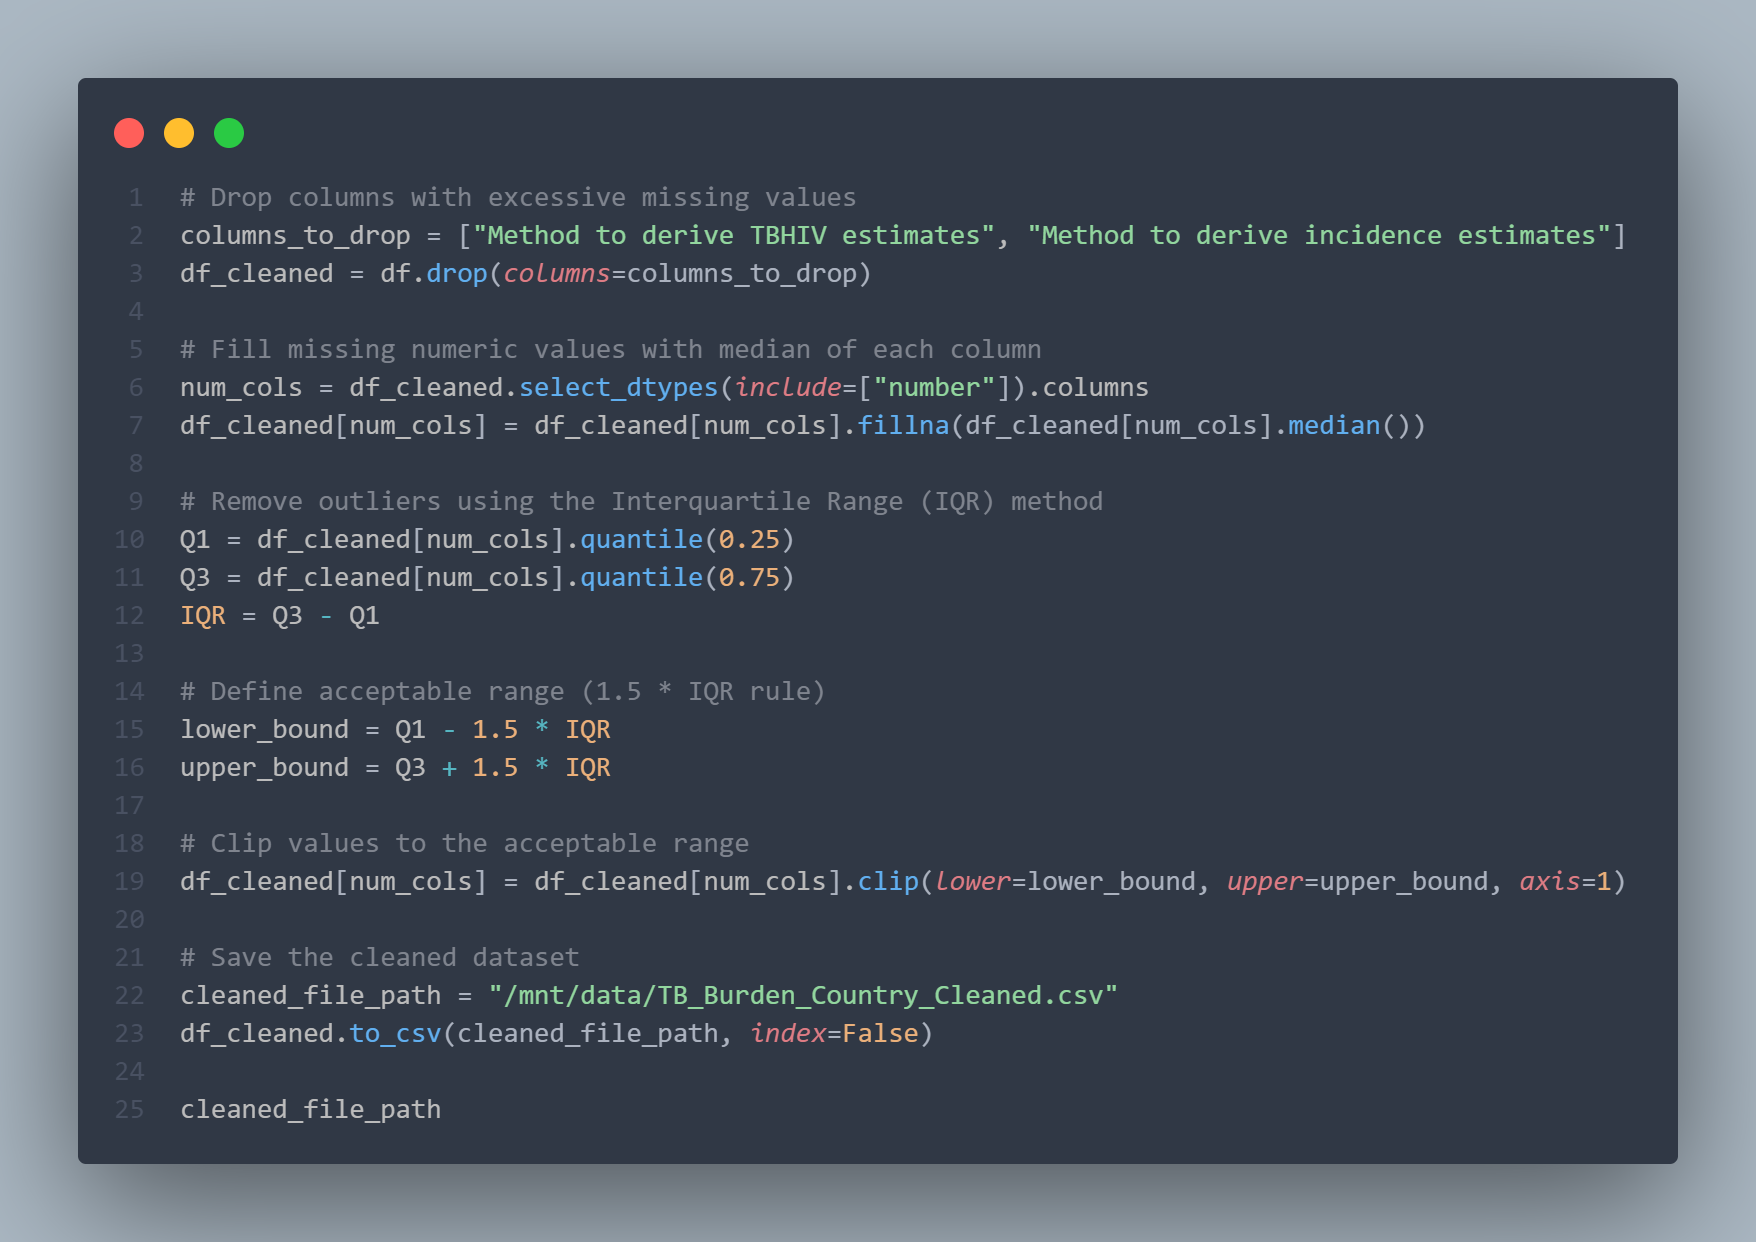 1 # Drop columns with excessive missing values
2 columns_to_drop = ["Method to derive TBHIV estimates", "Method to derive incidence estimates"]
3 df_cleaned = df.drop(columns=columns_to_drop)
4
5 # Fill missing numeric values with median of each column
6 num_cols = df_cleaned.select_dtypes(include=["number"]).columns
7 df_cleaned[num_cols] = df_cleaned[num_cols].fillna(df_cleaned[num_cols].median())
8
9 # Remove outliers using the Interquartile Range (IQR) method
10 Q1 = df_cleaned[num_cols].quantile(0.25)
11 Q3 = df_cleaned[num_cols].quantile(0.75)
12 IQR = Q3 - Q1
13
14 # Define acceptable range (1.5 * IQR rule)
15 lower_bound = Q1 - 1.5 * IQR
16 upper_bound = Q3 + 1.5 * IQR
17
18 # Clip values to the acceptable range
19 df_cleaned[num_cols] = df_cleaned[num_cols].clip(lower=lower_bound, upper=upper_bound, axis=1)
20
21 # Save the cleaned dataset
22 cleaned_file_path = "/mnt/data/TB_Burden_Country_Cleaned.csv"
23 df_cleaned.to_csv(cleaned_file_path, index=False)
24
25 cleaned_file_path